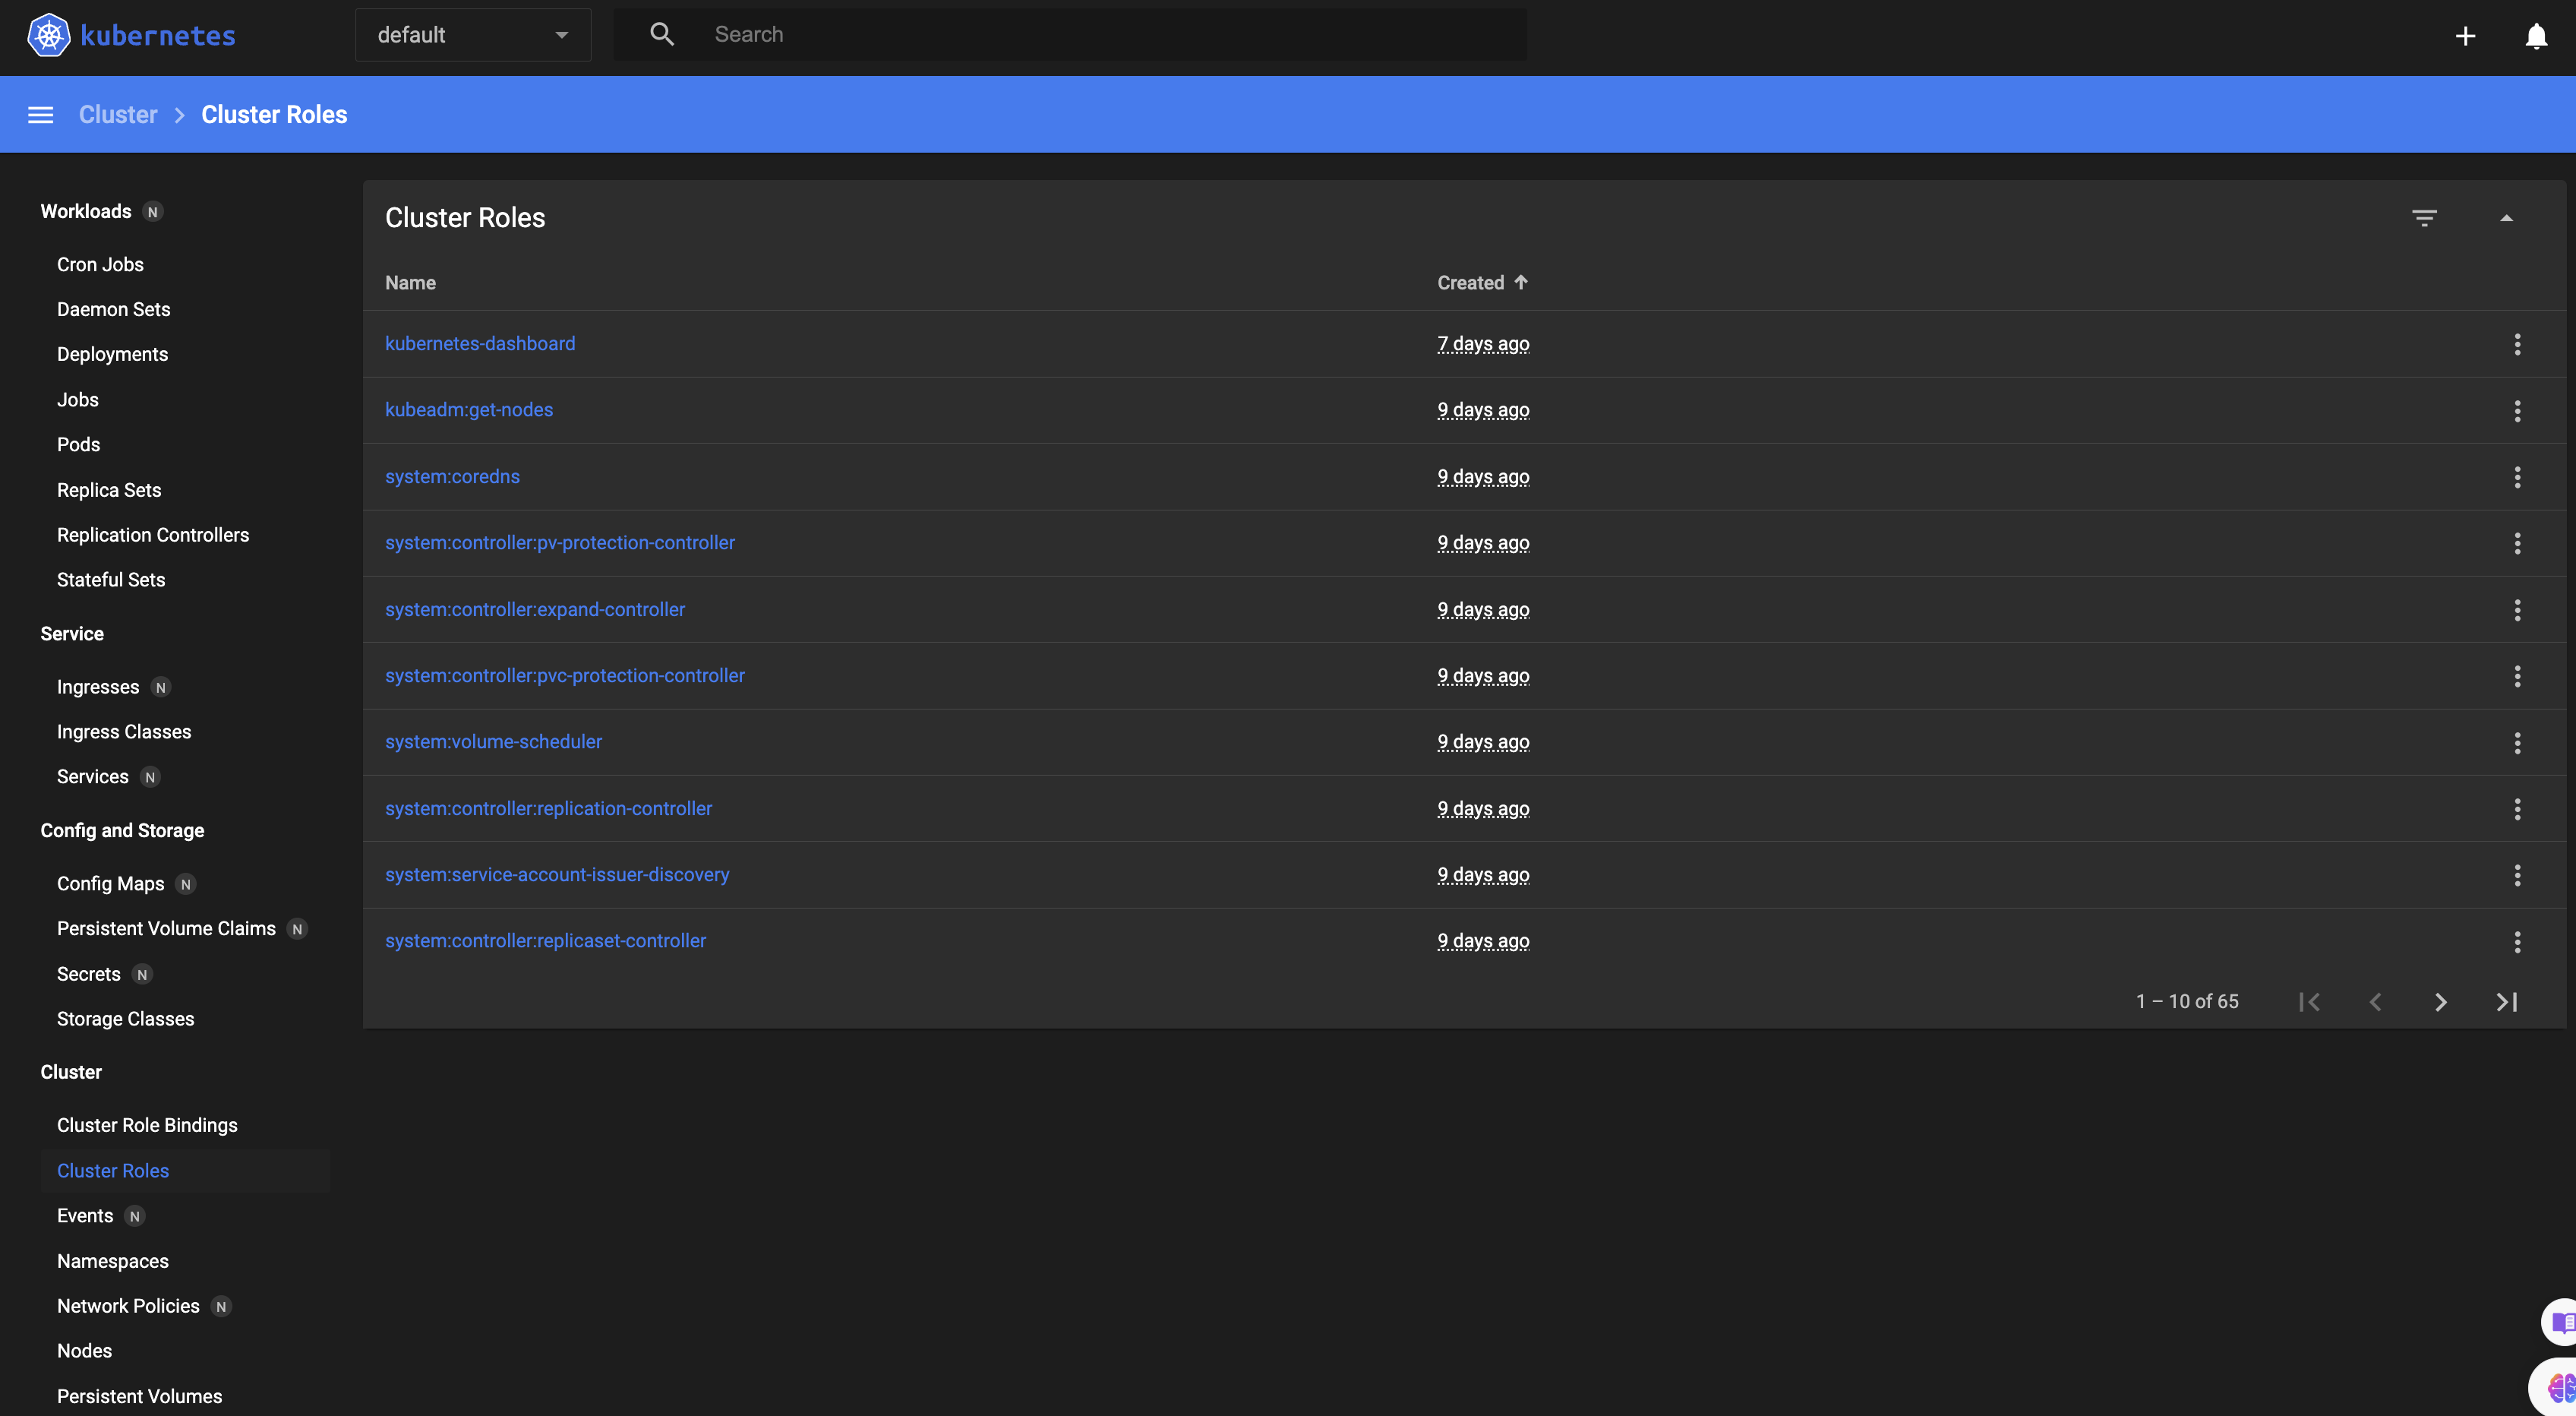 kubernetes
default
Search
Cluster
Cluster Roles
Workloads N
Cron Jobs
Daemon Sets
Deployments
Jobs
Pods
Replica Sets
Replication Controllers
Stateful Sets
Service
Ingresses N
Ingress Classes
Services N
Config and Storage
Config Maps N
Persistent Volume Claims N
Secrets N
Storage Classes
Cluster
Cluster Role Bindings
Cluster Roles
Events N
Namespaces
Network Policies N
Nodes
Persistent Volumes
Cluster Roles
Name Created
kubernetes-dashboard 7 days ago
kubeadm:get-nodes 9 days ago
system:coredns 9 days ago
system:controller:pv-protection-controller 9 days ago
system:controller:expand-controller 9 days ago
system:controller:pvc-protection-controller 9 days ago
system:volume-scheduler 9 days ago
system:controller:replication-controller 9 days ago
system:service-account-issuer-discovery 9 days ago
system:controller:replicaset-controller 9 days ago
1 – 10 of 65